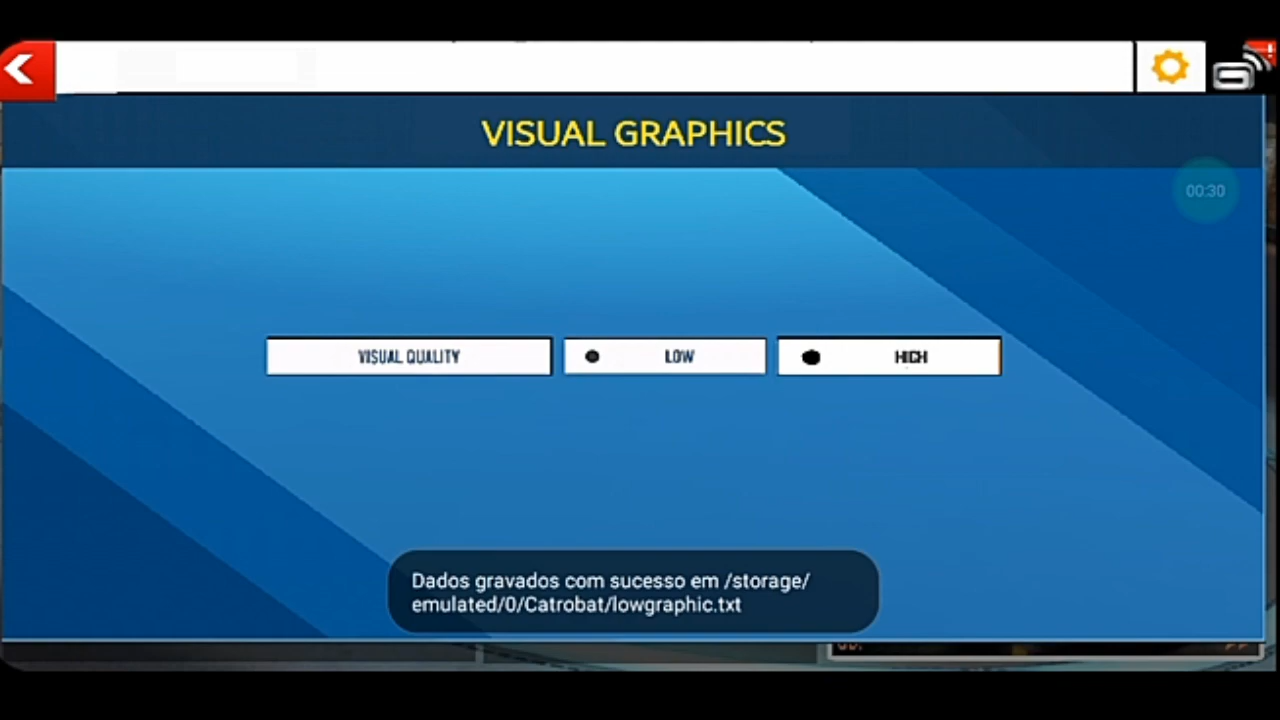 VISUAL GRAPHICS
00:30
VISUAL QUALITY
LOW
HIGH
Dados gravados com sucesso em /storage/
emulated/0/Catrobat/lowgraphic.txt